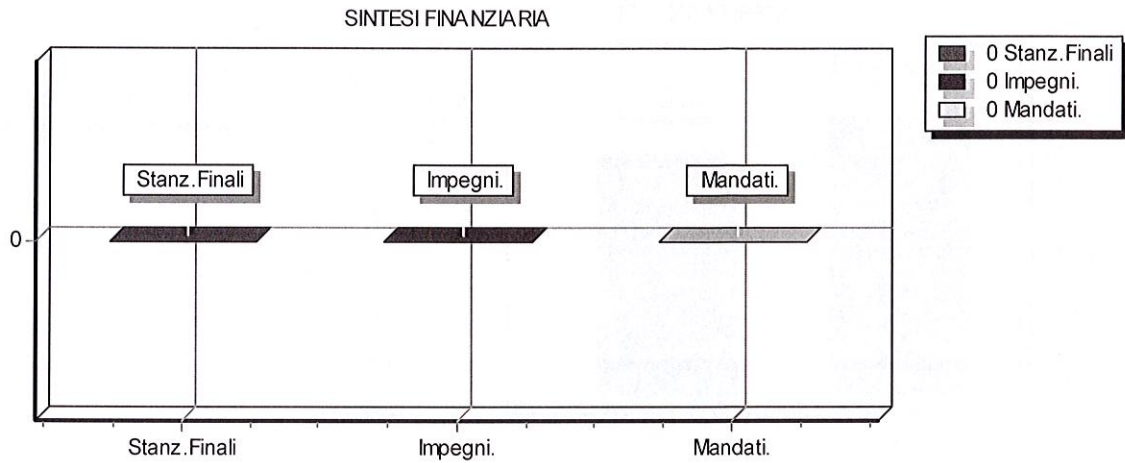 SINTESI FINANZIARIA
0 Stanz.Finali
0 Impegni.
0 Mandati.
Stanz.Finali
Impegni.
Mandati.
0
Stanz.Finali
Impegni.
Mandati.